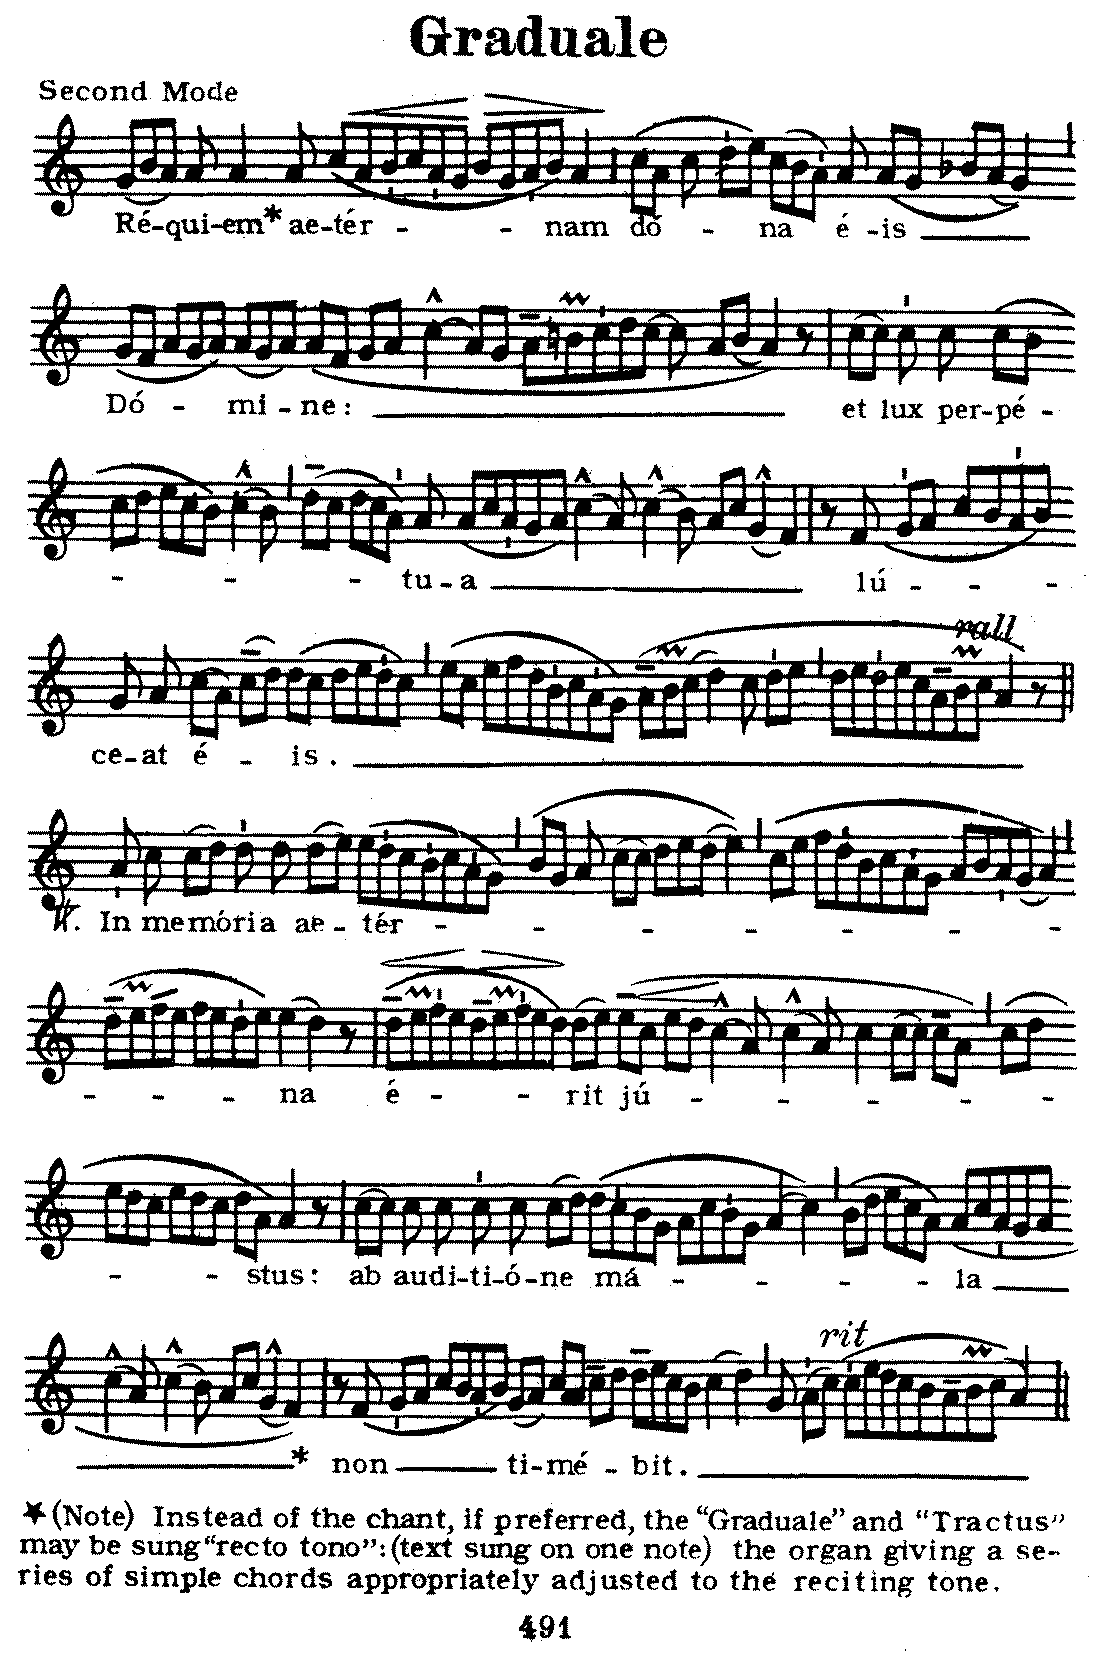 Graduale
Second Mode
Ré-qui-em* ae-tér - - nam dó - na é -is
Dó - mi - ne: et lux per-pé -
- - - tu-a lú - - -
rall
ce-at é - is.
℣. In memória ae - tér - - - - - - -
- - - na é - - rit jú - - - - -
- - stus: ab audi-ti-ó-ne má - - - - la
rit
* non ti-mé - bit.
*(Note) Instead of the chant, if preferred, the "Graduale" and "Tractus"
may be sung "recto tono":(text sung on one note) the organ giving a se-
ries of simple chords appropriately adjusted to the reciting tone.
491